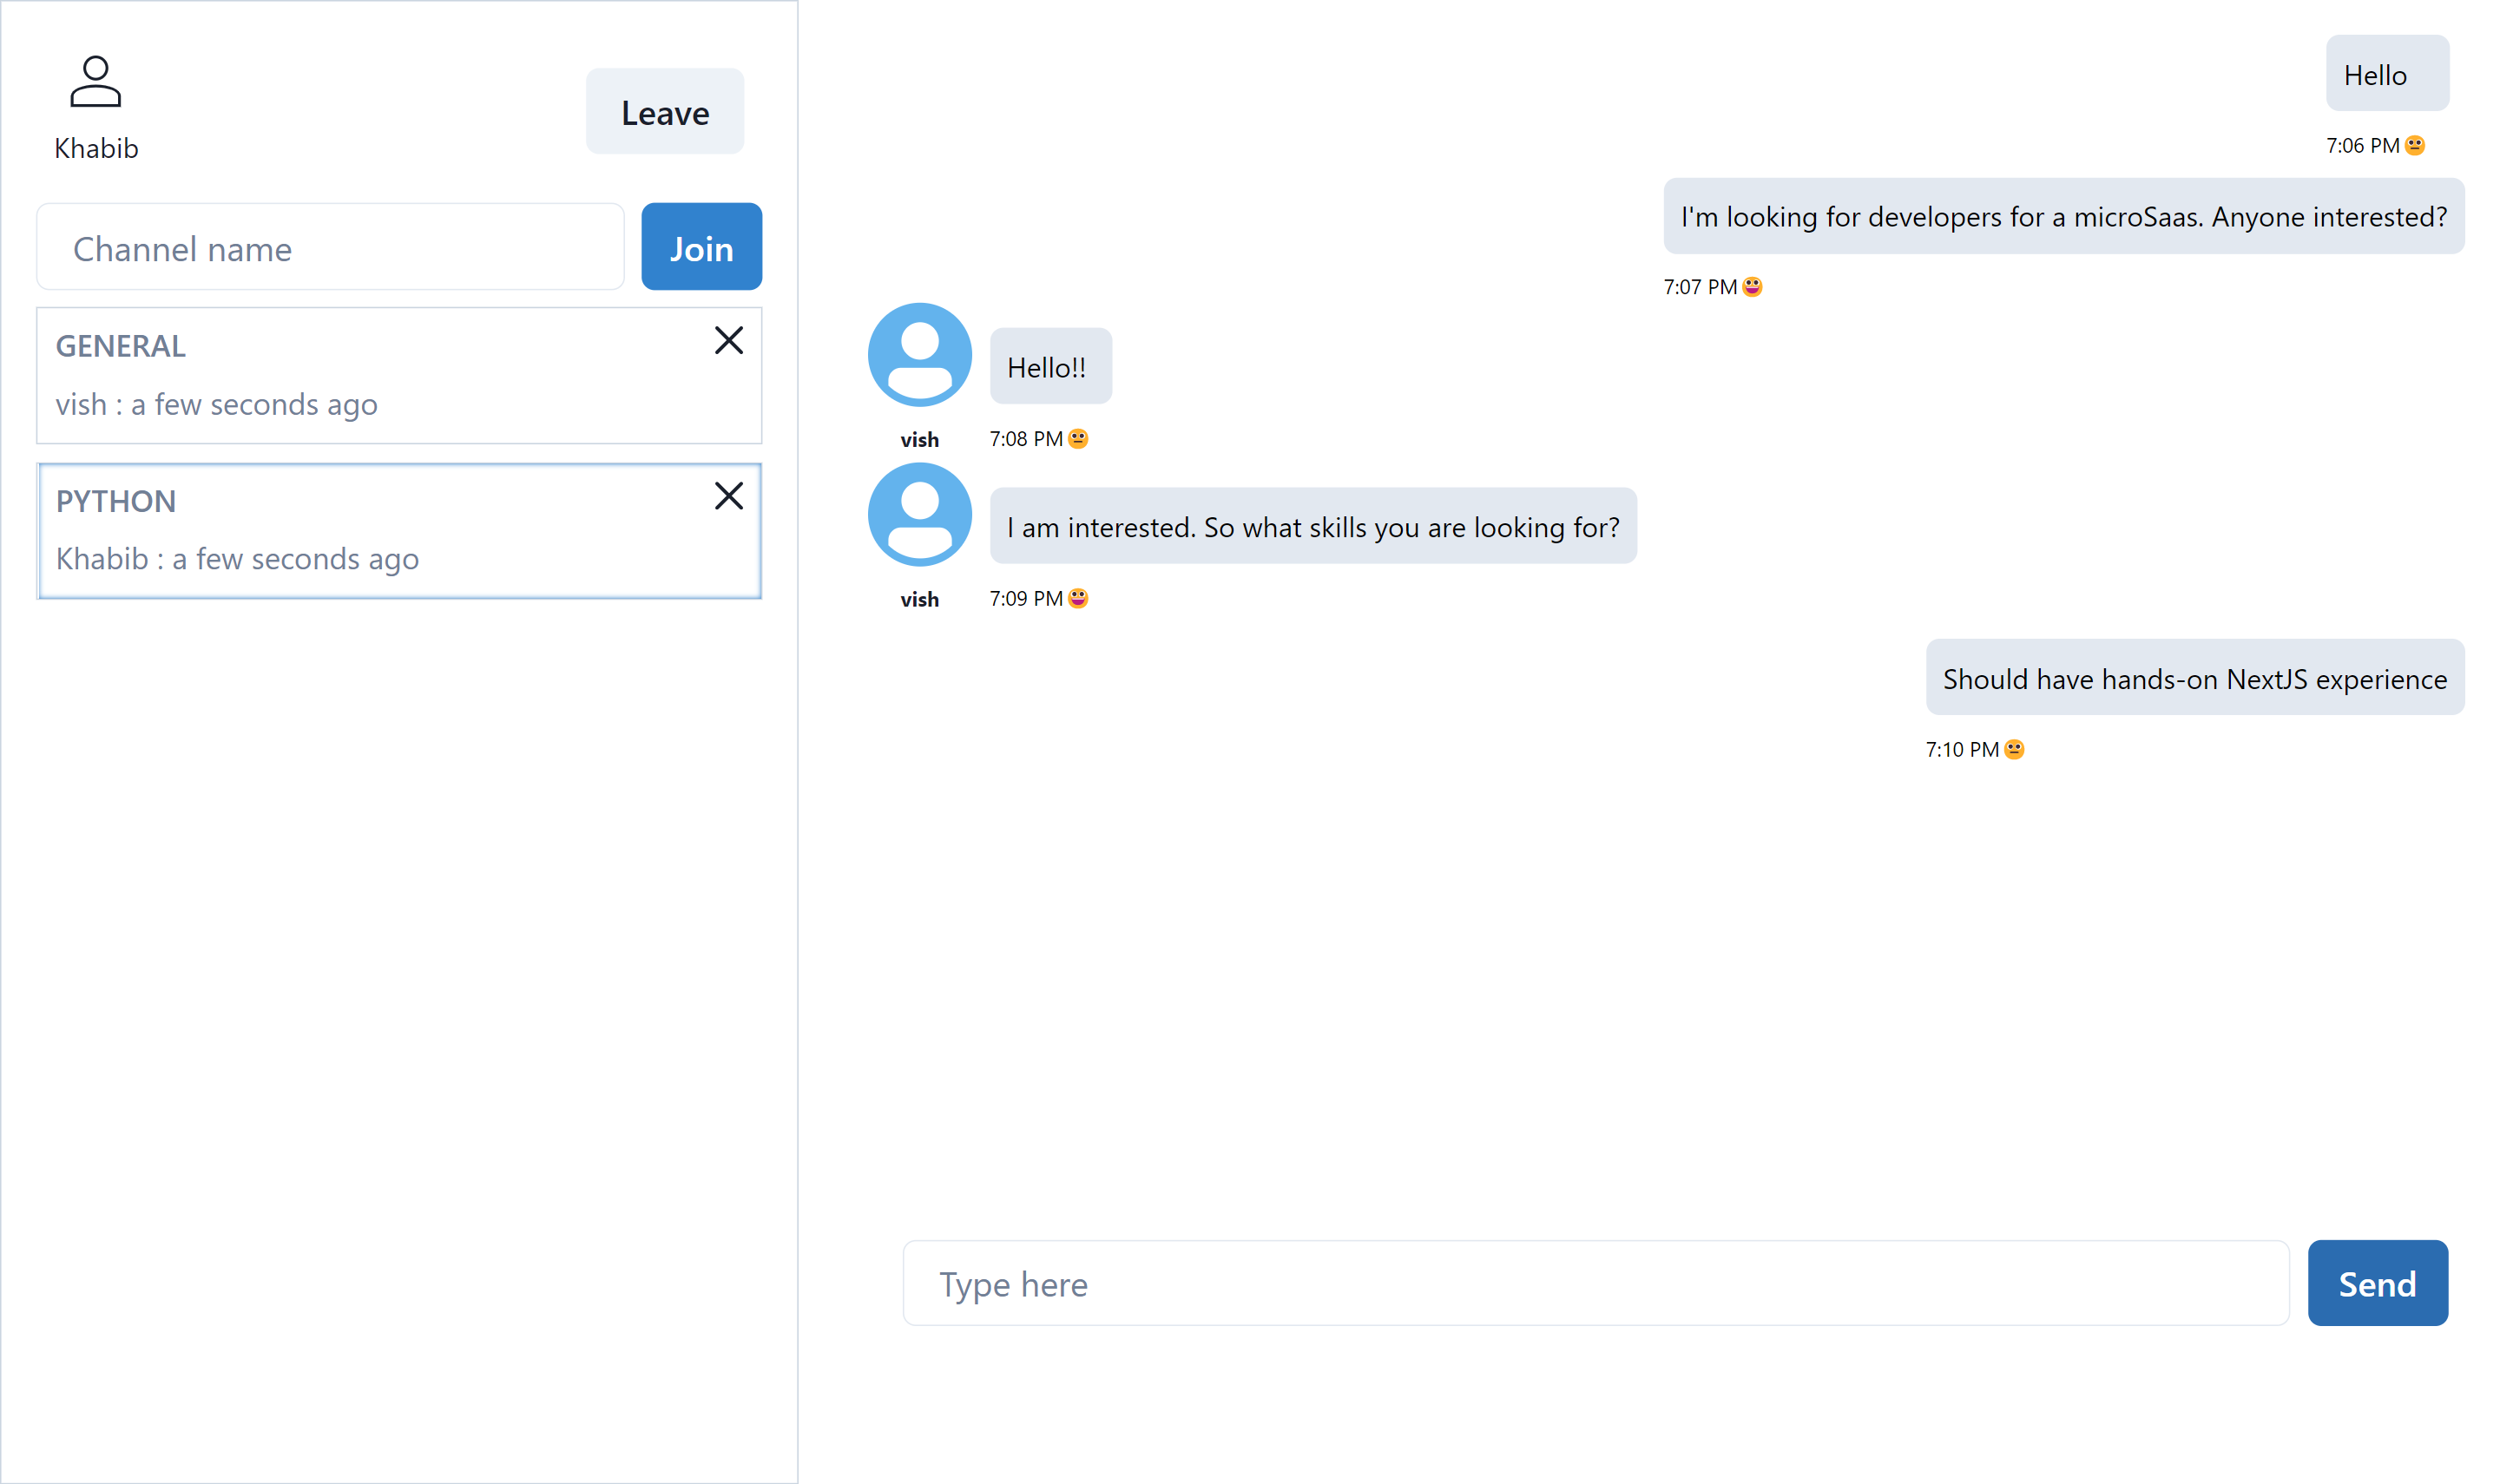 Khabib
Leave
Channel name
Join
GENERAL
vish : a few seconds ago
PYTHON
Khabib : a few seconds ago
Hello
7:06 PM
I'm looking for developers for a microSaas. Anyone interested?
7:07 PM
Hello!!
vish
7:08 PM
I am interested. So what skills you are looking for?
vish
7:09 PM
Should have hands-on NextJS experience
7:10 PM
Type here
Send